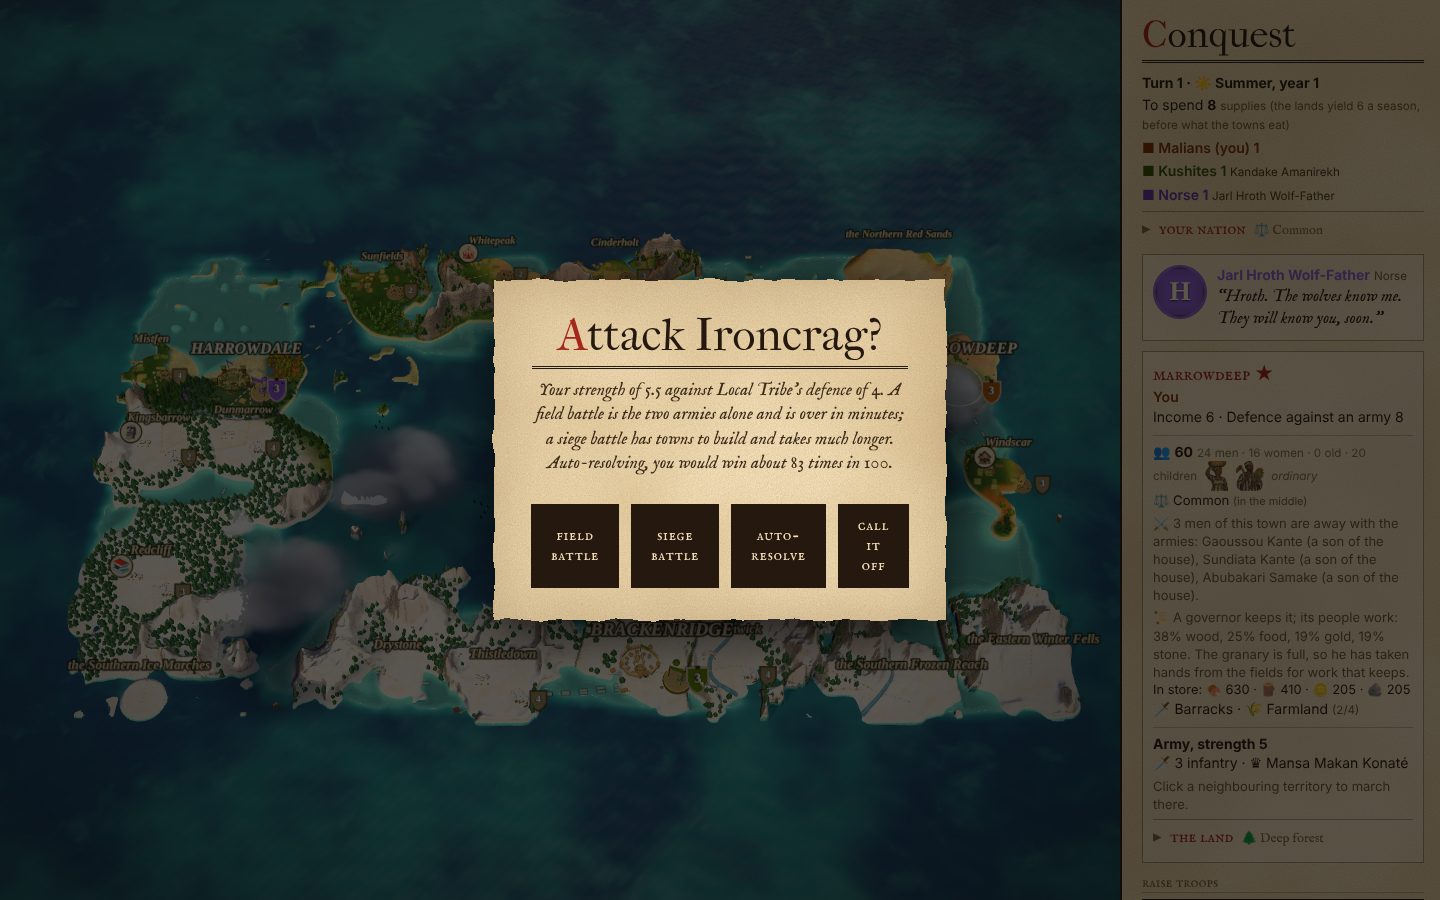 Conquest
Turn 1 · ☀️ Summer, year 1
To spend 8 supplies (the lands yield 6 a season,
before what the towns eat)
Malians (you) 1
Kushites 1 Kandake Amanirekh
Norse 1 Jarl Hroth Wolf-Father
▶ YOUR NATION ⚖️ Common
H
Jarl Hroth Wolf-Father Norse
“Hroth. The wolves know me.
They will know you, soon.”
MARROWDEEP ★
You
Income 6 · Defence against an army 8
👥 60 24 men · 16 women · 0 old · 20
children ordinary
⚖️ Common (in the middle)
⚔️ 3 men of this town are away with the
armies: Gaoussou Kante (a son of the
house), Sundiata Kante (a son of the
house), Abubakari Samake (a son of the
house).
📜 A governor keeps it; its people work:
38% wood, 25% food, 19% gold, 19%
stone. The granary is full, so he has taken
hands from the fields for work that keeps.
In store: 🍖 630 · 🪵 410 · 🪙 205 · 🪨 205
🗡️ Barracks · 🌾 Farmland (2/4)
Army, strength 5
🗡️ 3 infantry · ♛ Mansa Makan Konaté
Click a neighbouring territory to march
there.
▶ THE LAND 🌲 Deep forest
RAISE TROOPS
the Northern Red Sands
Whitepeak
Cinderholt
Sunfields
Mistfen
HARROWDALE
OWDEEP
3
3
Kingsbarrow
Dunmarrow
Windscar
Redcliff
BRACKENRIDGE
wick
Drystone
Thistledown
the Eastern Winter Fells
the Southern Ice Marches
the Southern Frozen Reach
3
4
Attack Ironcrag?
Your strength of 5.5 against Local Tribe’s defence of 4. A
field battle is the two armies alone and is over in minutes;
a siege battle has towns to build and takes much longer.
Auto-resolving, you would win about 83 times in 100.
FIELD
BATTLE
SIEGE
BATTLE
AUTO-
RESOLVE
CALL
IT
OFF